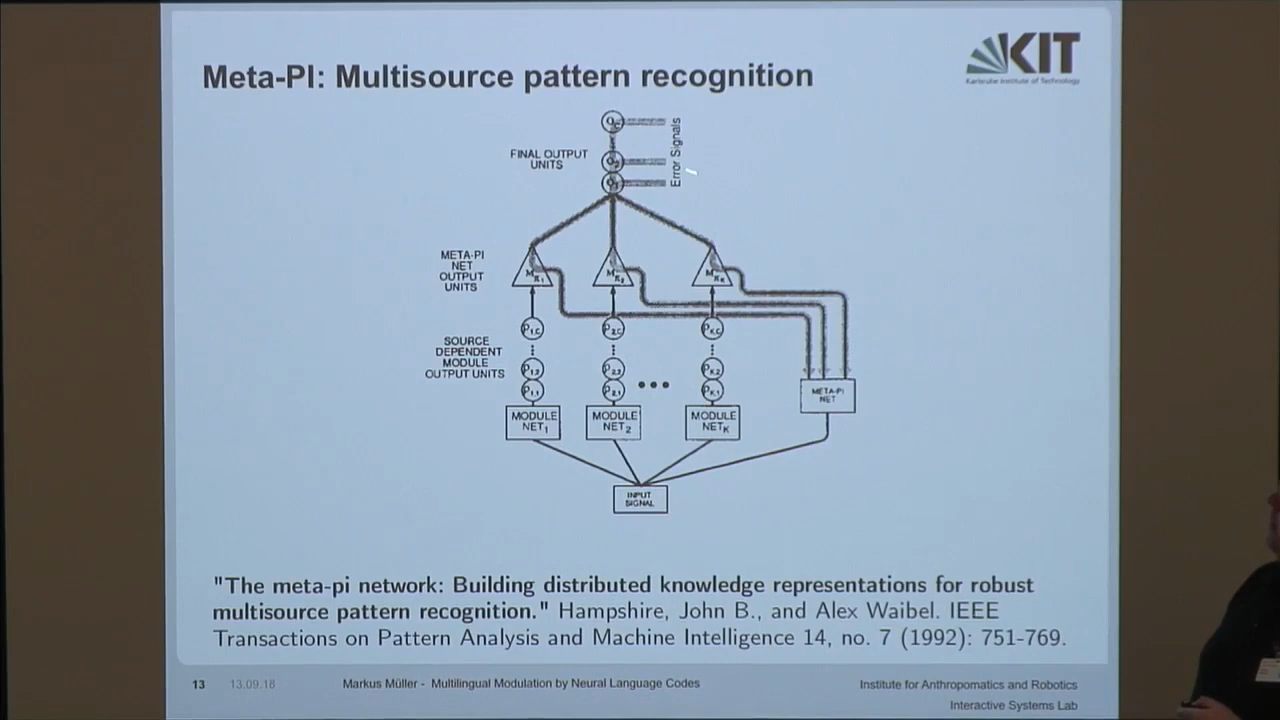 Meta-PI: Multisource pattern recognition
KIT
Karlsruhe Institute of Technology
FINAL OUTPUT
UNITS
Error Signals
META-PI
NET
OUTPUT
UNITS
SOURCE
DEPENDENT
MODULE
OUTPUT UNITS
MODULE
NET1
MODULE
NET2
MODULE
NETK
META-PI
NET
INPUT
SIGNAL
"The meta-pi network: Building distributed knowledge representations for robust
multisource pattern recognition." Hampshire, John B., and Alex Waibel. IEEE
Transactions on Pattern Analysis and Machine Intelligence 14, no. 7 (1992): 751-769.
13 13.09.18 Markus Müller - Multilingual Modulation by Neural Language Codes
Institute for Anthropomatics and Robotics
Interactive Systems Lab